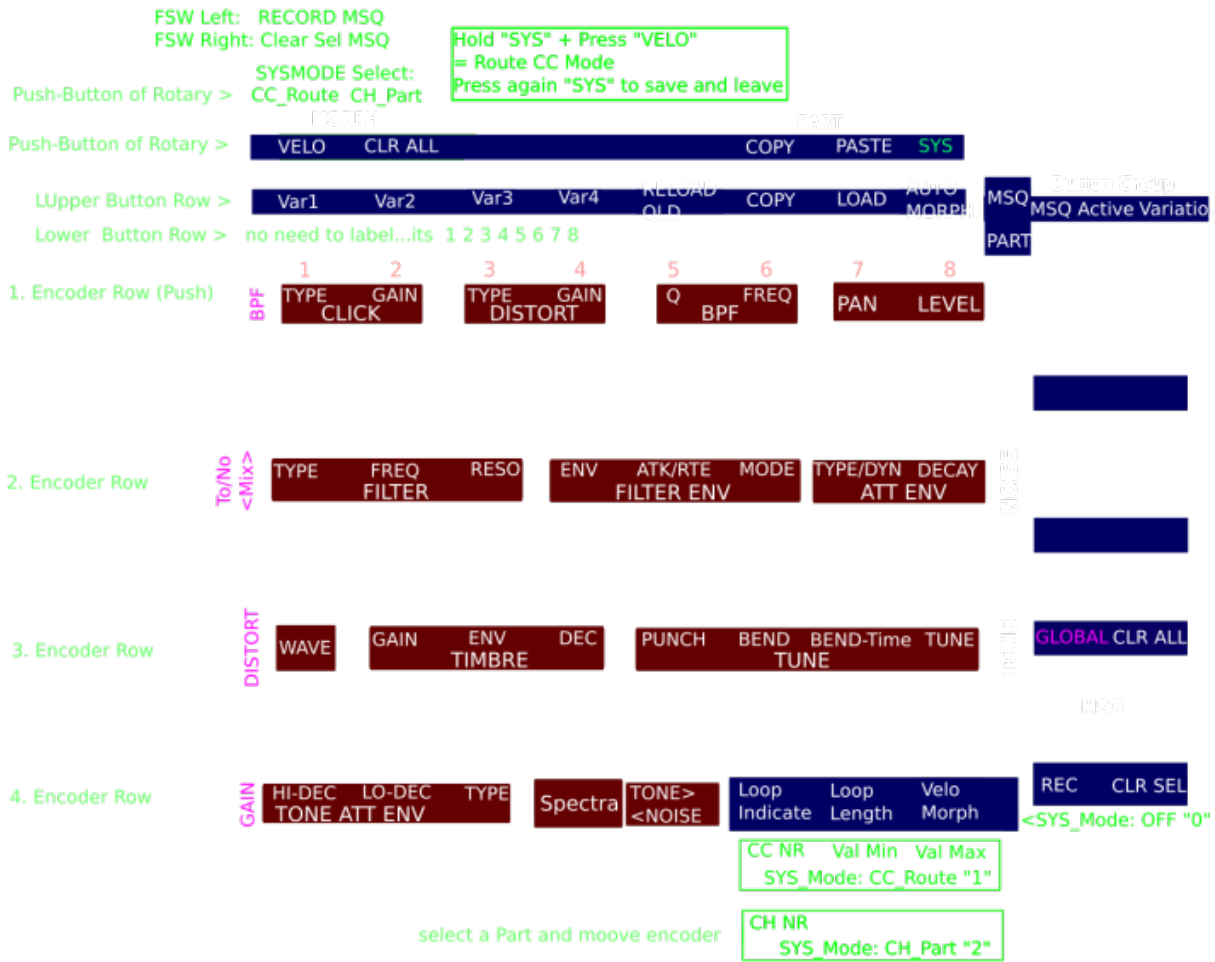 FSW Left: RECORD MSQ
FSW Right: Clear Sel MSQ
Hold "SYS" + Press "VELO"
= Route CC Mode
Press again "SYS" to save and leave
SYSMODE Select:
Push-Button of Rotary > CC_Route CH_Part
MORPH PART
Push-Button of Rotary > VELO CLR ALL COPY PASTE SYS
LUpper Button Row > Var1 Var2 Var3 Var4 RELOAD OLD COPY LOAD AUTO MORPH MSQ
Button Group
MSQ Active Variatio
Lower Button Row > no need to label...its 1 2 3 4 5 6 7 8 PART
1 2 3 4 5 6 7 8
1. Encoder Row (Push) BPF TYPE GAIN TYPE GAIN Q FREQ PAN LEVEL
CLICK DISTORT BPF
2. Encoder Row To/No <Mix> TYPE FREQ RESO ENV ATK/RTE MODE TYPE/DYN DECAY
FILTER FILTER ENV ATT ENV
3. Encoder Row DISTORT WAVE GAIN ENV DEC PUNCH BEND BEND-Time TUNE GLOBAL CLR ALL
TIMBRE TUNE
MSQ
4. Encoder Row GAIN HI-DEC LO-DEC TYPE Spectra TONE> Loop Loop Velo REC CLR SEL
TONE ATT ENV <NOISE Indicate Length Morph
<SYS_Mode: OFF "0"
CC NR Val Min Val Max
SYS_Mode: CC_Route "1"
CH NR
select a Part and moove encoder
SYS_Mode: CH_Part "2"